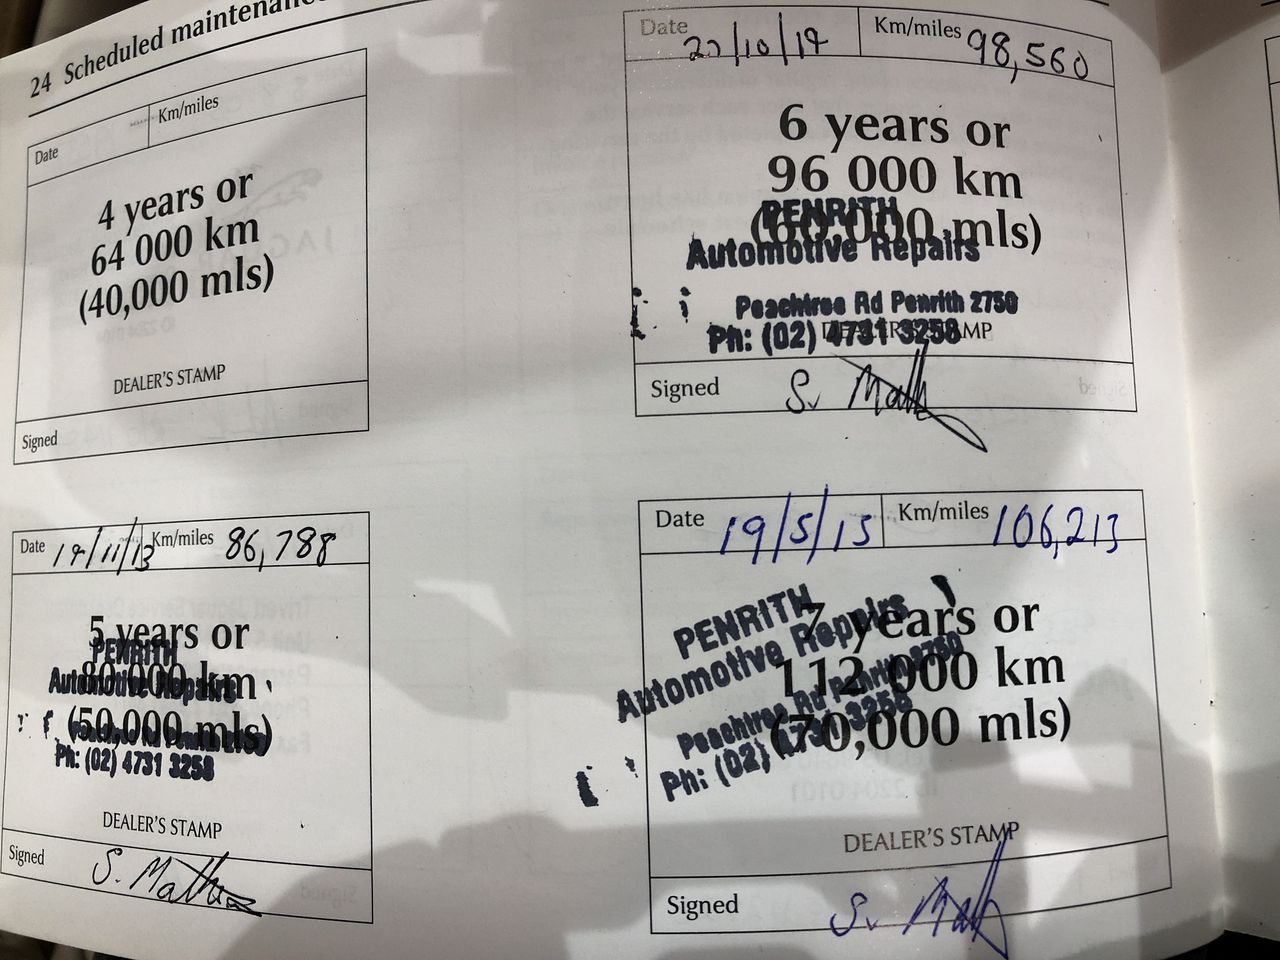 24 Scheduled maintenance
Date
Km/miles
4 years or
64 000 km
(40,000 mls)
DEALER'S STAMP
Signed
Date 14/11/13 Km/miles 86,788
5 years or
80 000 km
(50,000 mls)
PENRITH
Automotive Repairs
Ph: (02) 4731 3258
DEALER'S STAMP
Signed S.
Date /10/14 Km/miles 98,560
6 years or
96 000 km
(60,000 mls)
PENRITH
Automotive Repairs
Peachtree Rd Penrith 2750
Ph: (02) 4731 3258
DEALER'S STAMP
Signed S.
Date 19/5/15 Km/miles 106,213
7 years or
112 000 km
(70,000 mls)
PENRITH
Automotive Repairs
Peachtree Rd Penrith 2750
Ph: (02) 4731 3258
DEALER'S STAMP
Signed S.